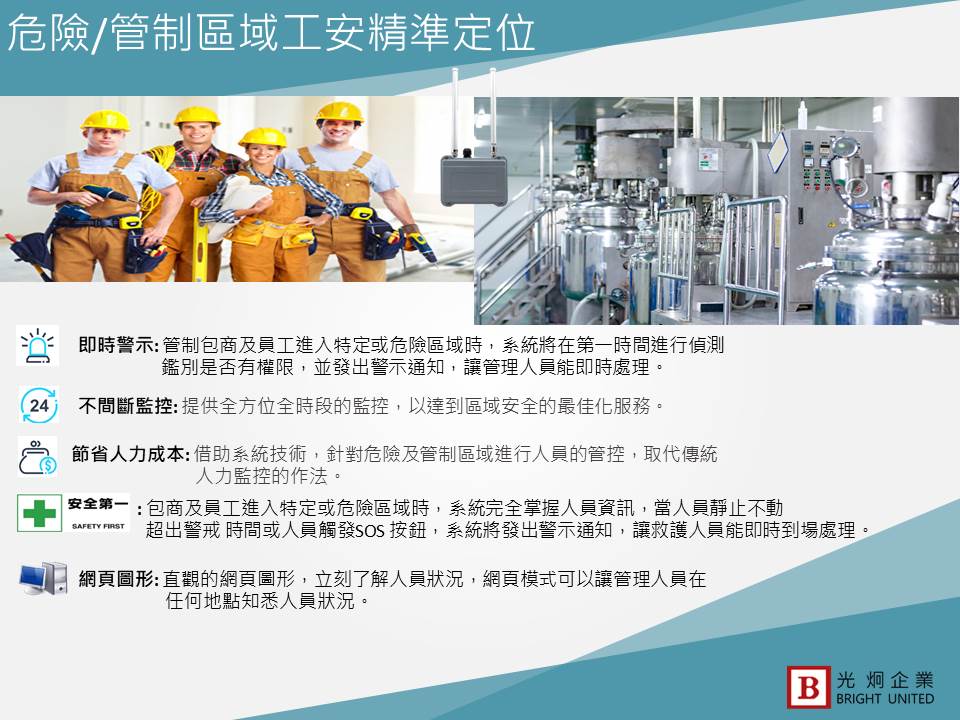 危險/管制區域工安精準定位
即時警示: 管制包商及員工進入特定或危險區域時，系統將在第一時間進行偵測
鑑別是否有權限，並發出警示通知，讓管理人員能即時處理。
24
不間斷監控: 提供全方位全時段的監控，以達到區域安全的最佳化服務。
節省人力成本: 借助系統技術，針對危險及管制區域進行人員的管控，取代傳統
人力監控的作法。
安全第一
SAFETY FIRST
: 包商及員工進入特定或危險區域時，系統完全掌握人員資訊，當人員靜止不動
超出警戒 時間或人員觸發SOS 按鈕，系統將發出警示通知，讓救護人員能即時到場處理。
網頁圖形: 直觀的網頁圖形，立刻了解人員狀況，網頁模式可以讓管理人員在
任何地點知悉人員狀況。
B
光炯企業
BRIGHT UNITED